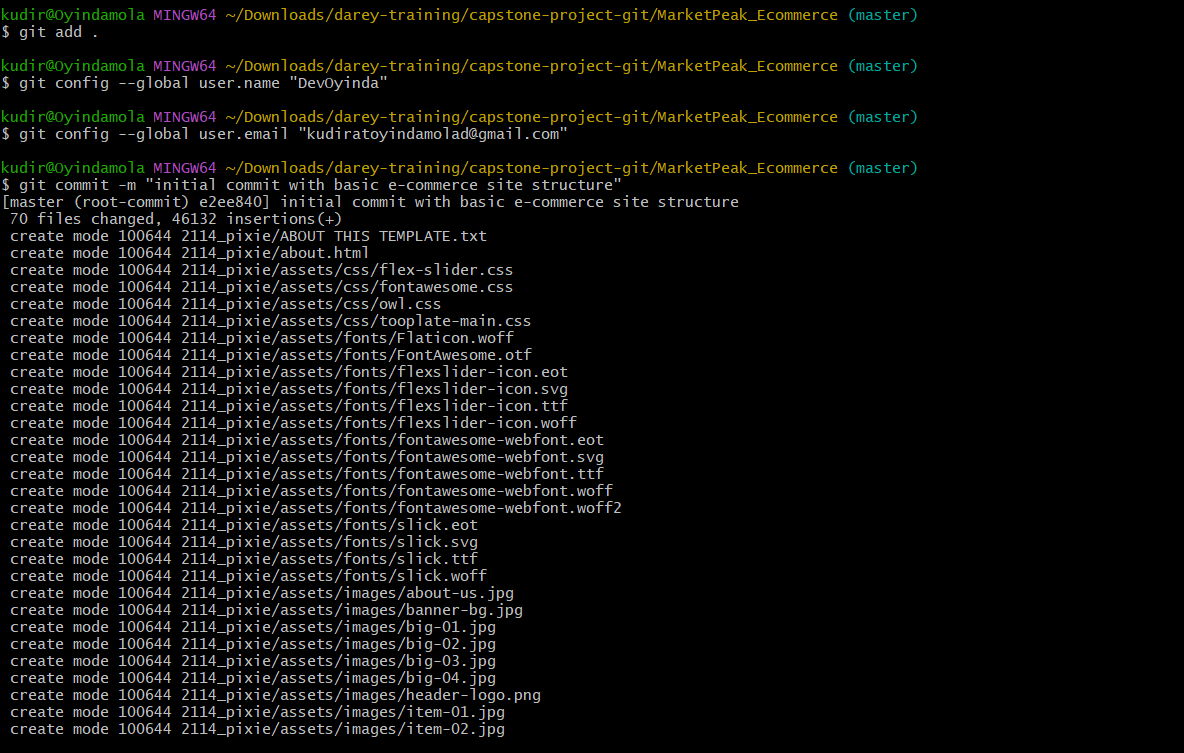 kudir@Oyindamola MINGW64 ~/Downloads/darey-training/capstone-project-git/MarketPeak_Ecommerce (master)
$ git add .
kudir@Oyindamola MINGW64 ~/Downloads/darey-training/capstone-project-git/MarketPeak_Ecommerce (master)
$ git config --global user.name "DevOyinda"
kudir@Oyindamola MINGW64 ~/Downloads/darey-training/capstone-project-git/MarketPeak_Ecommerce (master)
$ git config --global user.email "kudiratoyindamolad@gmail.com"
kudir@Oyindamola MINGW64 ~/Downloads/darey-training/capstone-project-git/MarketPeak_Ecommerce (master)
$ git commit -m "initial commit with basic e-commerce site structure"
[master (root-commit) e2ee840] initial commit with basic e-commerce site structure
 70 files changed, 46132 insertions(+)
 create mode 100644 2114_pixie/ABOUT THIS TEMPLATE.txt
 create mode 100644 2114_pixie/about.html
 create mode 100644 2114_pixie/assets/css/flex-slider.css
 create mode 100644 2114_pixie/assets/css/fontawesome.css
 create mode 100644 2114_pixie/assets/css/owl.css
 create mode 100644 2114_pixie/assets/css/tooplate-main.css
 create mode 100644 2114_pixie/assets/fonts/Flaticon.woff
 create mode 100644 2114_pixie/assets/fonts/FontAwesome.otf
 create mode 100644 2114_pixie/assets/fonts/flexslider-icon.eot
 create mode 100644 2114_pixie/assets/fonts/flexslider-icon.svg
 create mode 100644 2114_pixie/assets/fonts/flexslider-icon.ttf
 create mode 100644 2114_pixie/assets/fonts/flexslider-icon.woff
 create mode 100644 2114_pixie/assets/fonts/fontawesome-webfont.eot
 create mode 100644 2114_pixie/assets/fonts/fontawesome-webfont.svg
 create mode 100644 2114_pixie/assets/fonts/fontawesome-webfont.ttf
 create mode 100644 2114_pixie/assets/fonts/fontawesome-webfont.woff
 create mode 100644 2114_pixie/assets/fonts/fontawesome-webfont.woff2
 create mode 100644 2114_pixie/assets/fonts/slick.eot
 create mode 100644 2114_pixie/assets/fonts/slick.svg
 create mode 100644 2114_pixie/assets/fonts/slick.ttf
 create mode 100644 2114_pixie/assets/fonts/slick.woff
 create mode 100644 2114_pixie/assets/images/about-us.jpg
 create mode 100644 2114_pixie/assets/images/banner-bg.jpg
 create mode 100644 2114_pixie/assets/images/big-01.jpg
 create mode 100644 2114_pixie/assets/images/big-02.jpg
 create mode 100644 2114_pixie/assets/images/big-03.jpg
 create mode 100644 2114_pixie/assets/images/big-04.jpg
 create mode 100644 2114_pixie/assets/images/header-logo.png
 create mode 100644 2114_pixie/assets/images/item-01.jpg
 create mode 100644 2114_pixie/assets/images/item-02.jpg